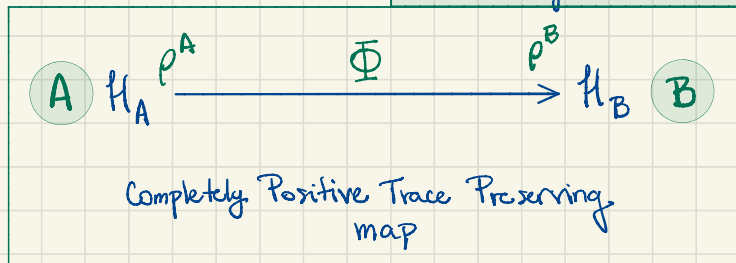 A H_A ρ^A Φ ρ^B H_B B
Completely Positive Trace Preserving
map